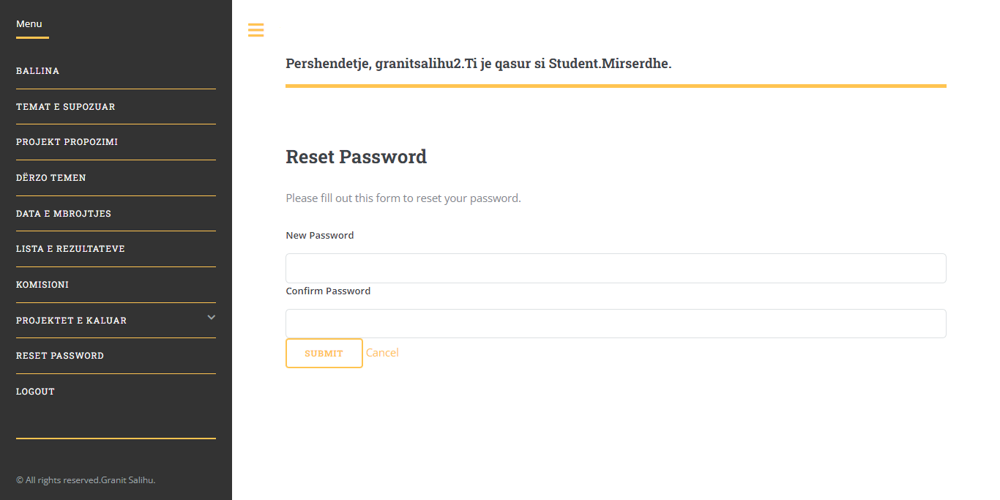 Menu
BALLINA
TEMAT E SUPOZUAR
PROJEKT PROPOZIMI
DËRZO TEMEN
DATA E MBROJTJES
LISTA E REZULTATEVE
KOMISIONI
PROJEKTET E KALUAR
RESET PASSWORD
LOGOUT
© All rights reserved.Granit Salihu.
Pershendetje, granitsalihu2.Ti je qasur si Student.Mirserdhe.
Reset Password
Please fill out this form to reset your password.
New Password
Confirm Password
SUBMIT Cancel